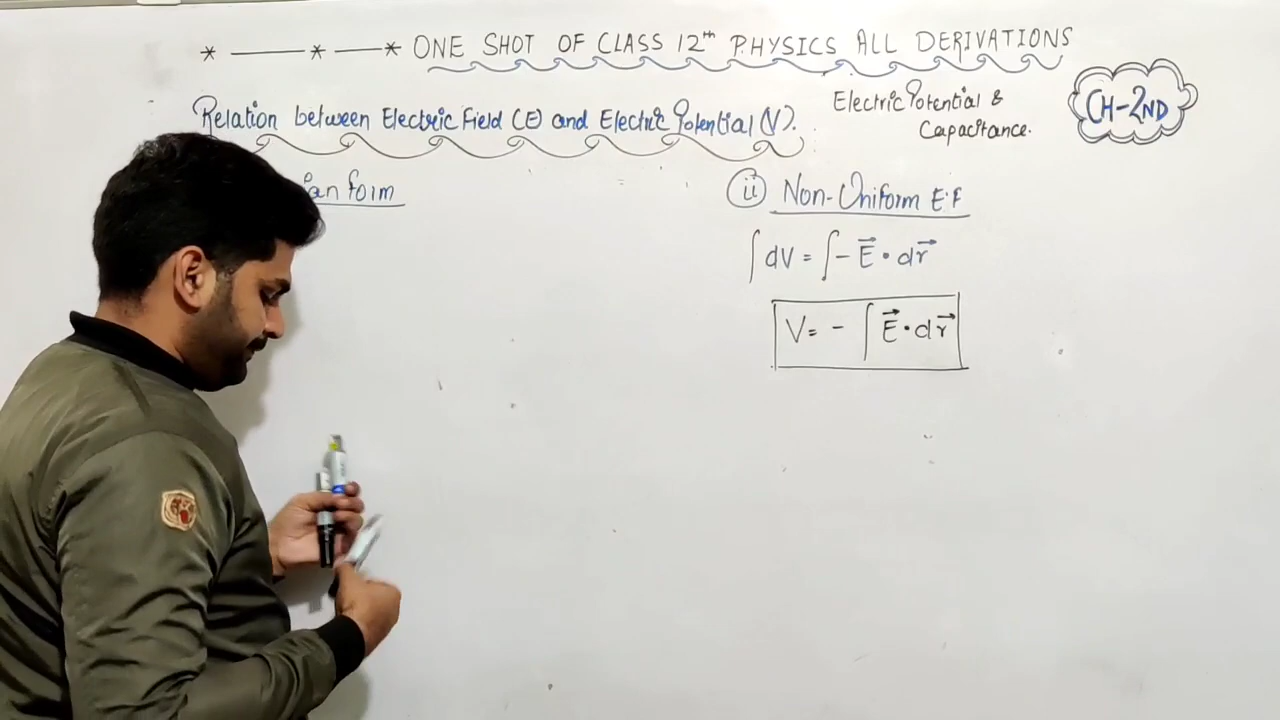 * — * — * ONE SHOT OF CLASS 12th PHYSICS ALL DERIVATIONS
Relation between Electric Field (E) and Electric Potential (V).
Electric Potential &
Capacitance.
CH-2ND
form
(ii) Non-Uniform E.F
∫ dV = ∫ - E⃗ · dr⃗
V = - ∫ E⃗ · dr⃗